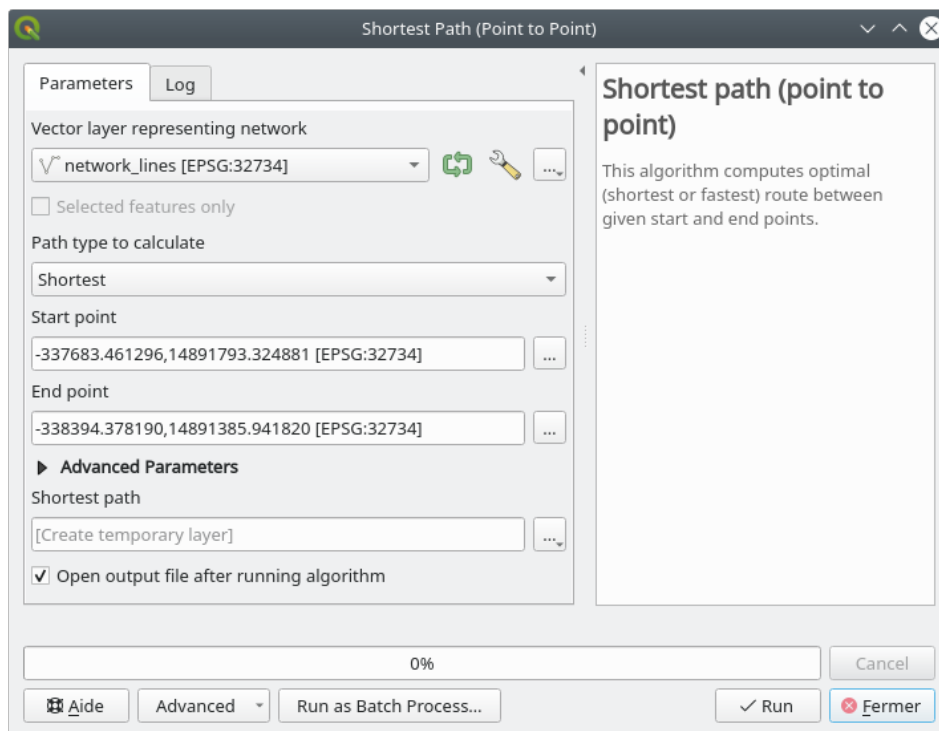 Shortest Path (Point to Point)
Parameters
Log
Vector layer representing network
network_lines [EPSG:32734]
...
Selected features only
Path type to calculate
Shortest
Start point
-337683.461296,14891793.324881 [EPSG:32734]
...
End point
-338394.378190,14891385.941820 [EPSG:32734]
...
Advanced Parameters
Shortest path
[Create temporary layer]
...
Open output file after running algorithm
Shortest path (point to
point)
This algorithm computes optimal
(shortest or fastest) route between
given start and end points.
0%
Cancel
Aide
Advanced
Run as Batch Process...
Run
Fermer